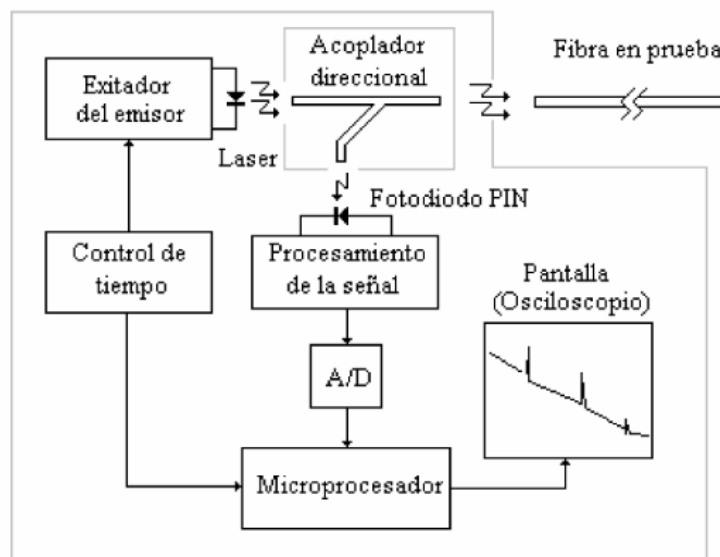 Exitador
del emisor
Laser
Acoplador
direccional
Fibra en prueba
Fotodiodo PIN
Control de
tiempo
Procesamiento
de la señal
Pantalla
(Osciloscopio)
A/D
Microprocesador